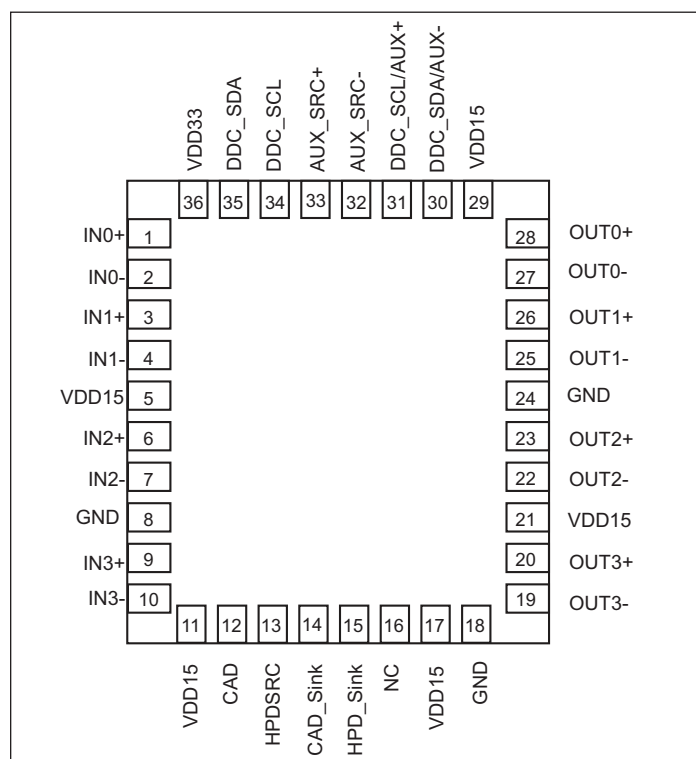 VDD33
DDC_SDA
DDC_SCL
AUX_SRC+
AUX_SRC-
DDC_SCL/AUX+
DDC_SDA/AUX-
VDD15
36 35 34 33 32 31 30 29
IN0+ 1 28 OUT0+
IN0- 2 27 OUT0-
IN1+ 3 26 OUT1+
IN1- 4 25 OUT1-
VDD15 5 24 GND
IN2+ 6 23 OUT2+
IN2- 7 22 OUT2-
GND 8 21 VDD15
IN3+ 9 20 OUT3+
IN3- 10 19 OUT3-
11 12 13 14 15 16 17 18
VDD15
CAD
HPDSRC
CAD_Sink
HPD_Sink
NC
VDD15
GND